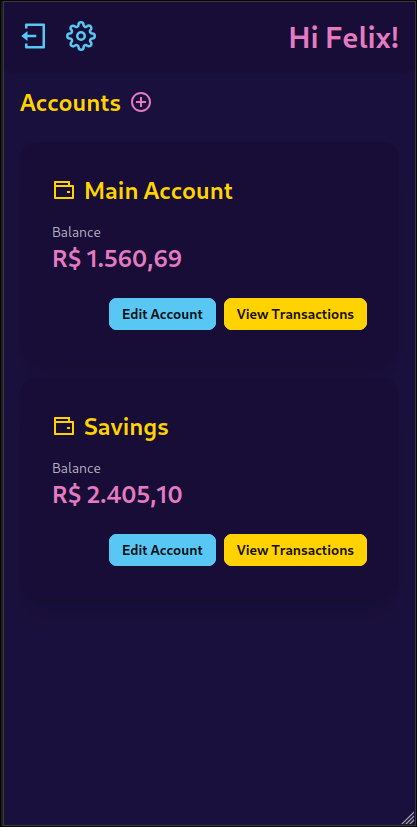 Hi Felix!
Accounts
Main Account
Balance
R$ 1.560,69
Edit Account View Transactions
Savings
Balance
R$ 2.405,10
Edit Account View Transactions